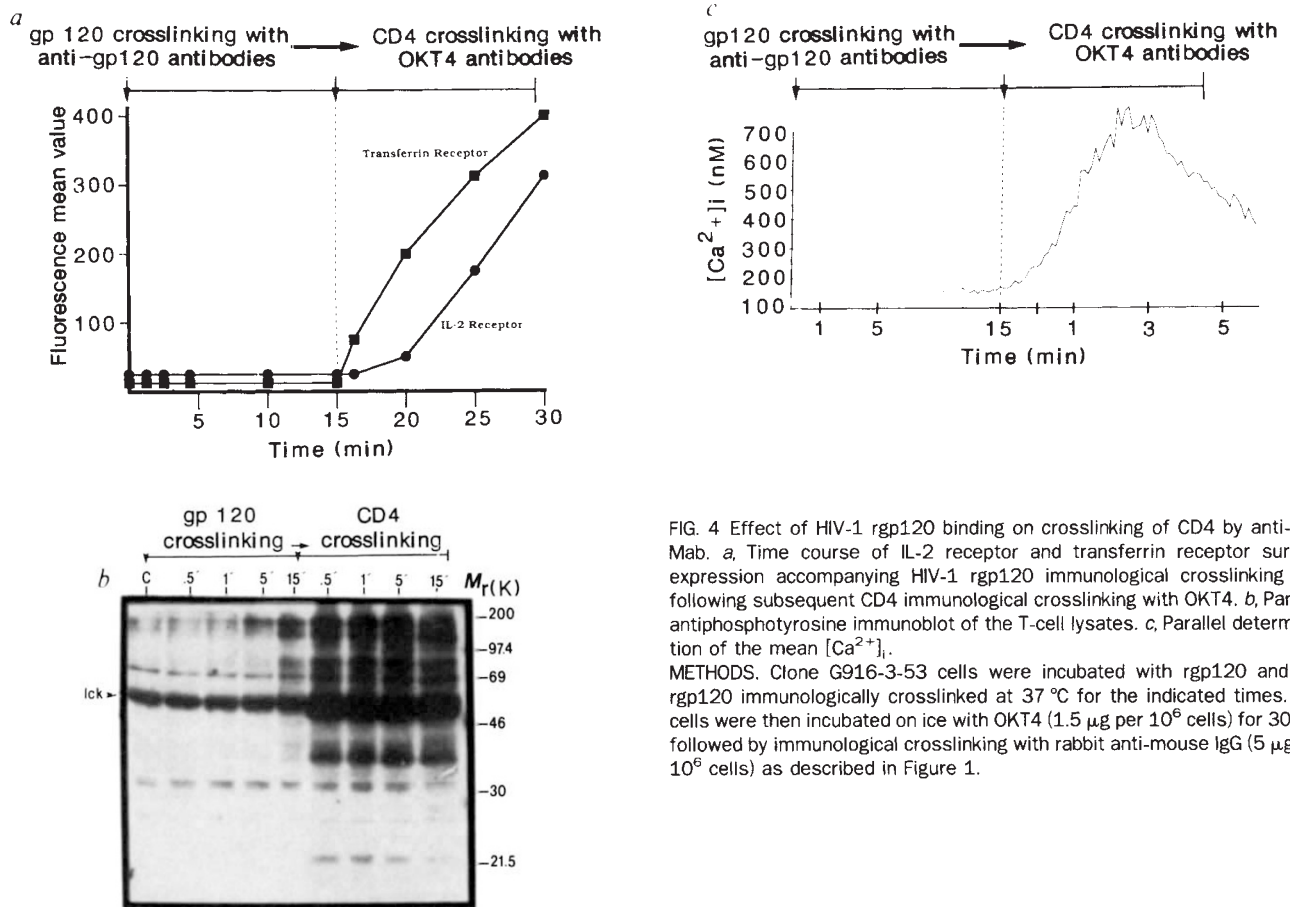 a
gp 120 crosslinking with anti-gp120 antibodies
CD4 crosslinking with OKT4 antibodies
Fluorescence mean value
400
300
200
100
Transferrin Receptor
IL-2 Receptor
5 10 15 20 25 30
Time (min)
c
gp120 crosslinking with anti-gp120 antibodies
CD4 crosslinking with OKT4 antibodies
[Ca2+]i (nM)
700
600
500
400
300
200
100
1 5 15 1 3 5
Time (min)
b
gp 120 crosslinking
CD4 crosslinking
C .5´ 1´ 5´ 15´ .5´ 1´ 5´ 15´ Mr(K)
200
97.4
69
46
30
21.5
lck
FIG. 4 Effect of HIV-1 rgp120 binding on crosslinking of CD4 by anti-
Mab. a, Time course of IL-2 receptor and transferrin receptor sur
expression accompanying HIV-1 rgp120 immunological crosslinking
following subsequent CD4 immunological crosslinking with OKT4. b, Par
antiphosphotyrosine immunoblot of the T-cell lysates. c, Parallel determ
tion of the mean [Ca2+]i.
METHODS. Clone G916-3-53 cells were incubated with rgp120 and
rgp120 immunologically crosslinked at 37 °C for the indicated times.
cells were then incubated on ice with OKT4 (1.5 μg per 10⁶ cells) for 30
followed by immunological crosslinking with rabbit anti-mouse IgG (5 μg
10⁶ cells) as described in Figure 1.